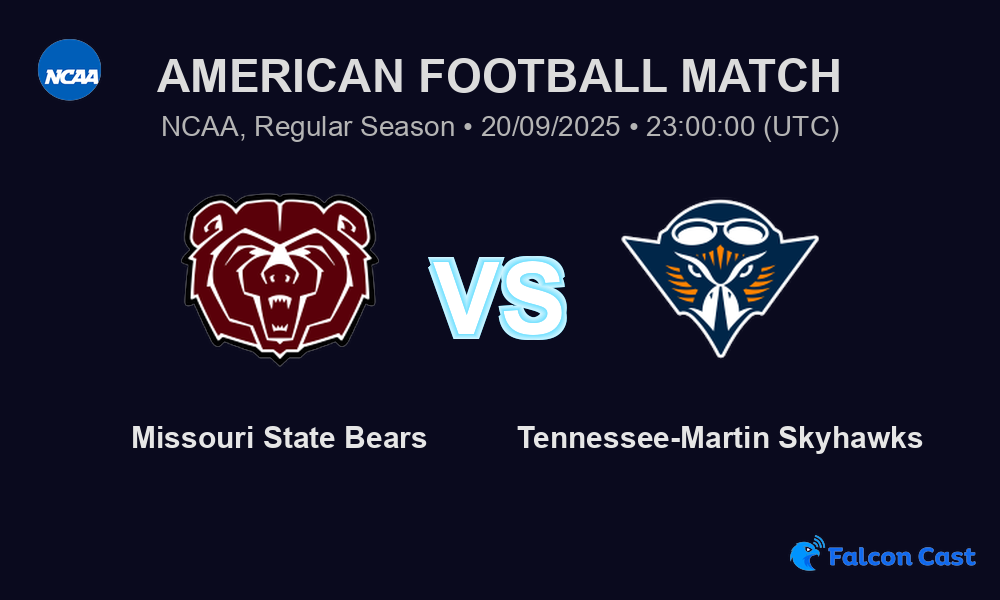 NCAA
AMERICAN FOOTBALL MATCH
NCAA, Regular Season • 20/09/2025 • 23:00:00 (UTC)
VS
Missouri State Bears
Tennessee-Martin Skyhawks
Falcon Cast